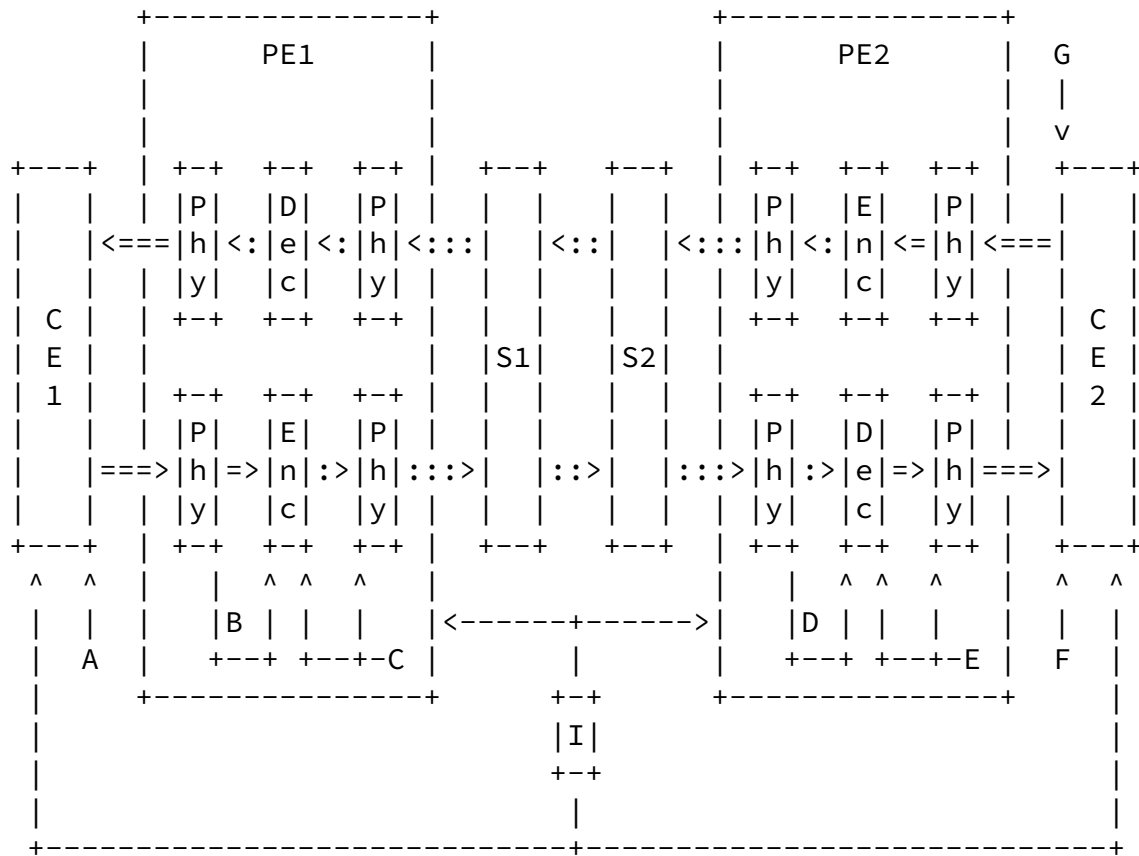 +---------------+               +---------------+
          |      PE1      |               |      PE2      |  G
          |               |               |               |  |
          |               |               |               |  v
   +---+  | +-+  +-+  +-+ |  +--+   +--+  | +-+  +-+  +-+ |  +---+
   |   |  | |P|  |D|  |P| |  |  |   |  |  | |P|  |E|  |P| |  |   |
   |   |<===|h|<:|e|<:|h|<:::|  |<::|  |<:::|h|<:|n|<=|h|<===|   |
   |   |  | |y|  |c|  |y| |  |  |   |  |  | |y|  |c|  |y| |  |   |
   | C |  | +-+  +-+  +-+ |  |  |   |  |  | +-+  +-+  +-+ |  | C |
   | E |  |               |  |S1|   |S2|  |               |  | E |
   | 1 |  | +-+  +-+  +-+ |  |  |   |  |  | +-+  +-+  +-+ |  | 2 |
   |   |  | |P|  |E|  |P| |  |  |   |  |  | |P|  |D|  |P| |  |   |
   |   |===>|h|=>|n|:>|h|:::>|  |::>|  |:::>|h|:>|e|=>|h|===>|   |
   |   |  | |y|  |c|  |y| |  |  |   |  |  | |y|  |c|  |y| |  |   |
   +---+  | +-+  +-+  +-+ |  +--+   +--+  | +-+  +-+  +-+ |  +---+
    ^  ^  |   |  ^ ^  ^   |               |   |  ^ ^  ^   |  ^  ^
    |  |  |   |B | |  |   |<------+------>|   |D | |  |   |  |  |
    |  A  |   +--+ +--+-C |       |       |   +--+ +--+-E |  F  |
    |     +---------------+      +-+      +---------------+     |
    |                            |I|                            |
    |                            +-+                            |
    |                             |                             |
    +-----------------------------+-----------------------------+